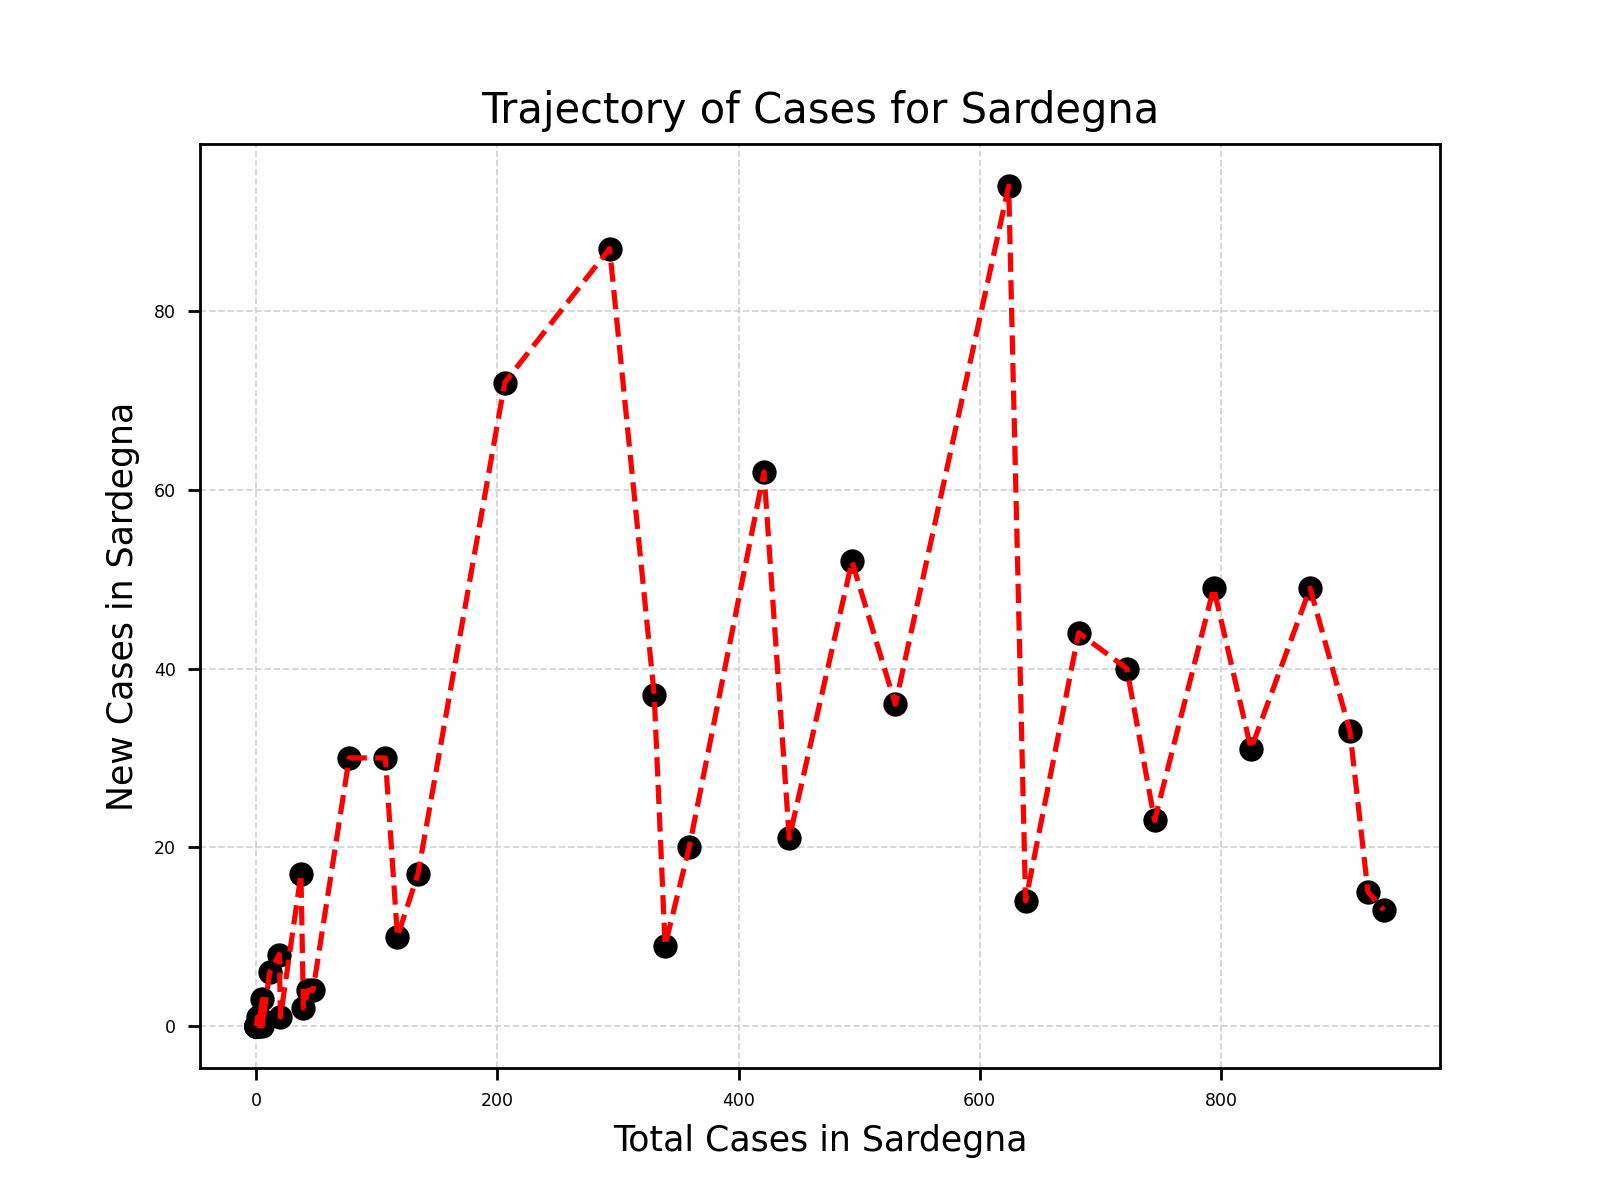 Trajectory of Cases for Sardegna
New Cases in Sardegna
80
60
40
20
0
0 200 400 600 800
Total Cases in Sardegna